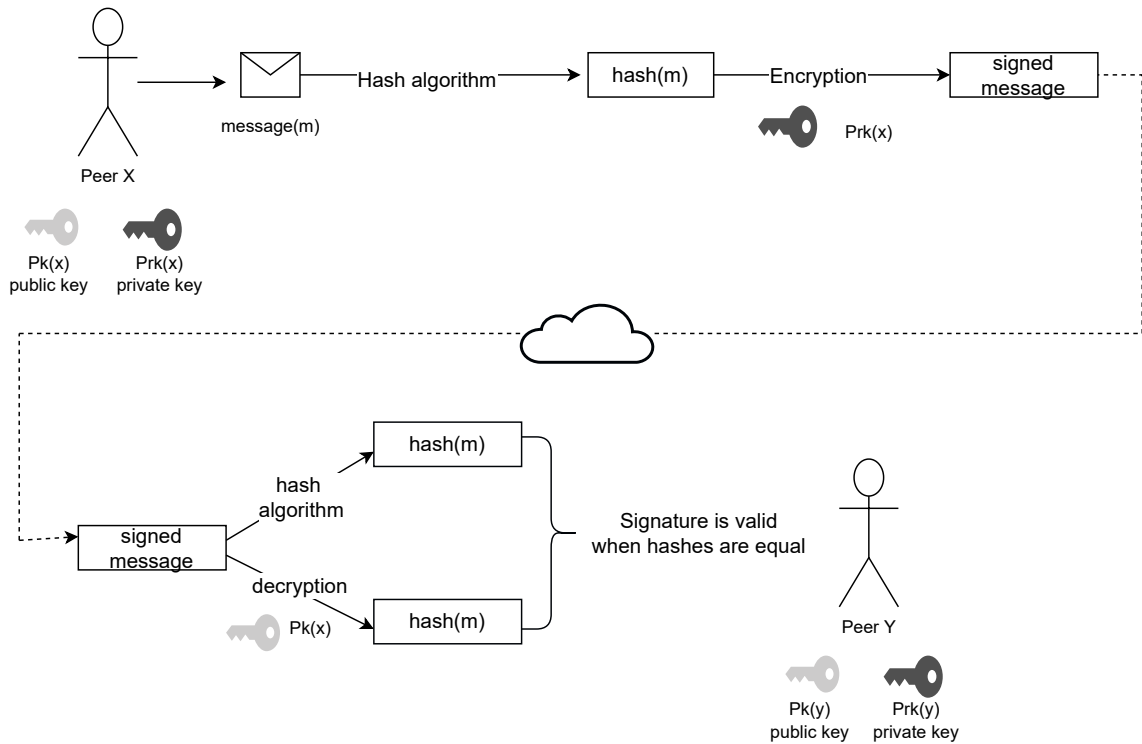 Hash algorithm
hash(m)
Encryption
signed
message
message(m)
Prk(x)
Peer X
Pk(x)
public key
Prk(x)
private key
hash(m)
hash
algorithm
signed
message
decryption
Pk(x)
hash(m)
Signature is valid
when hashes are equal
Peer Y
Pk(y)
public key
Prk(y)
private key